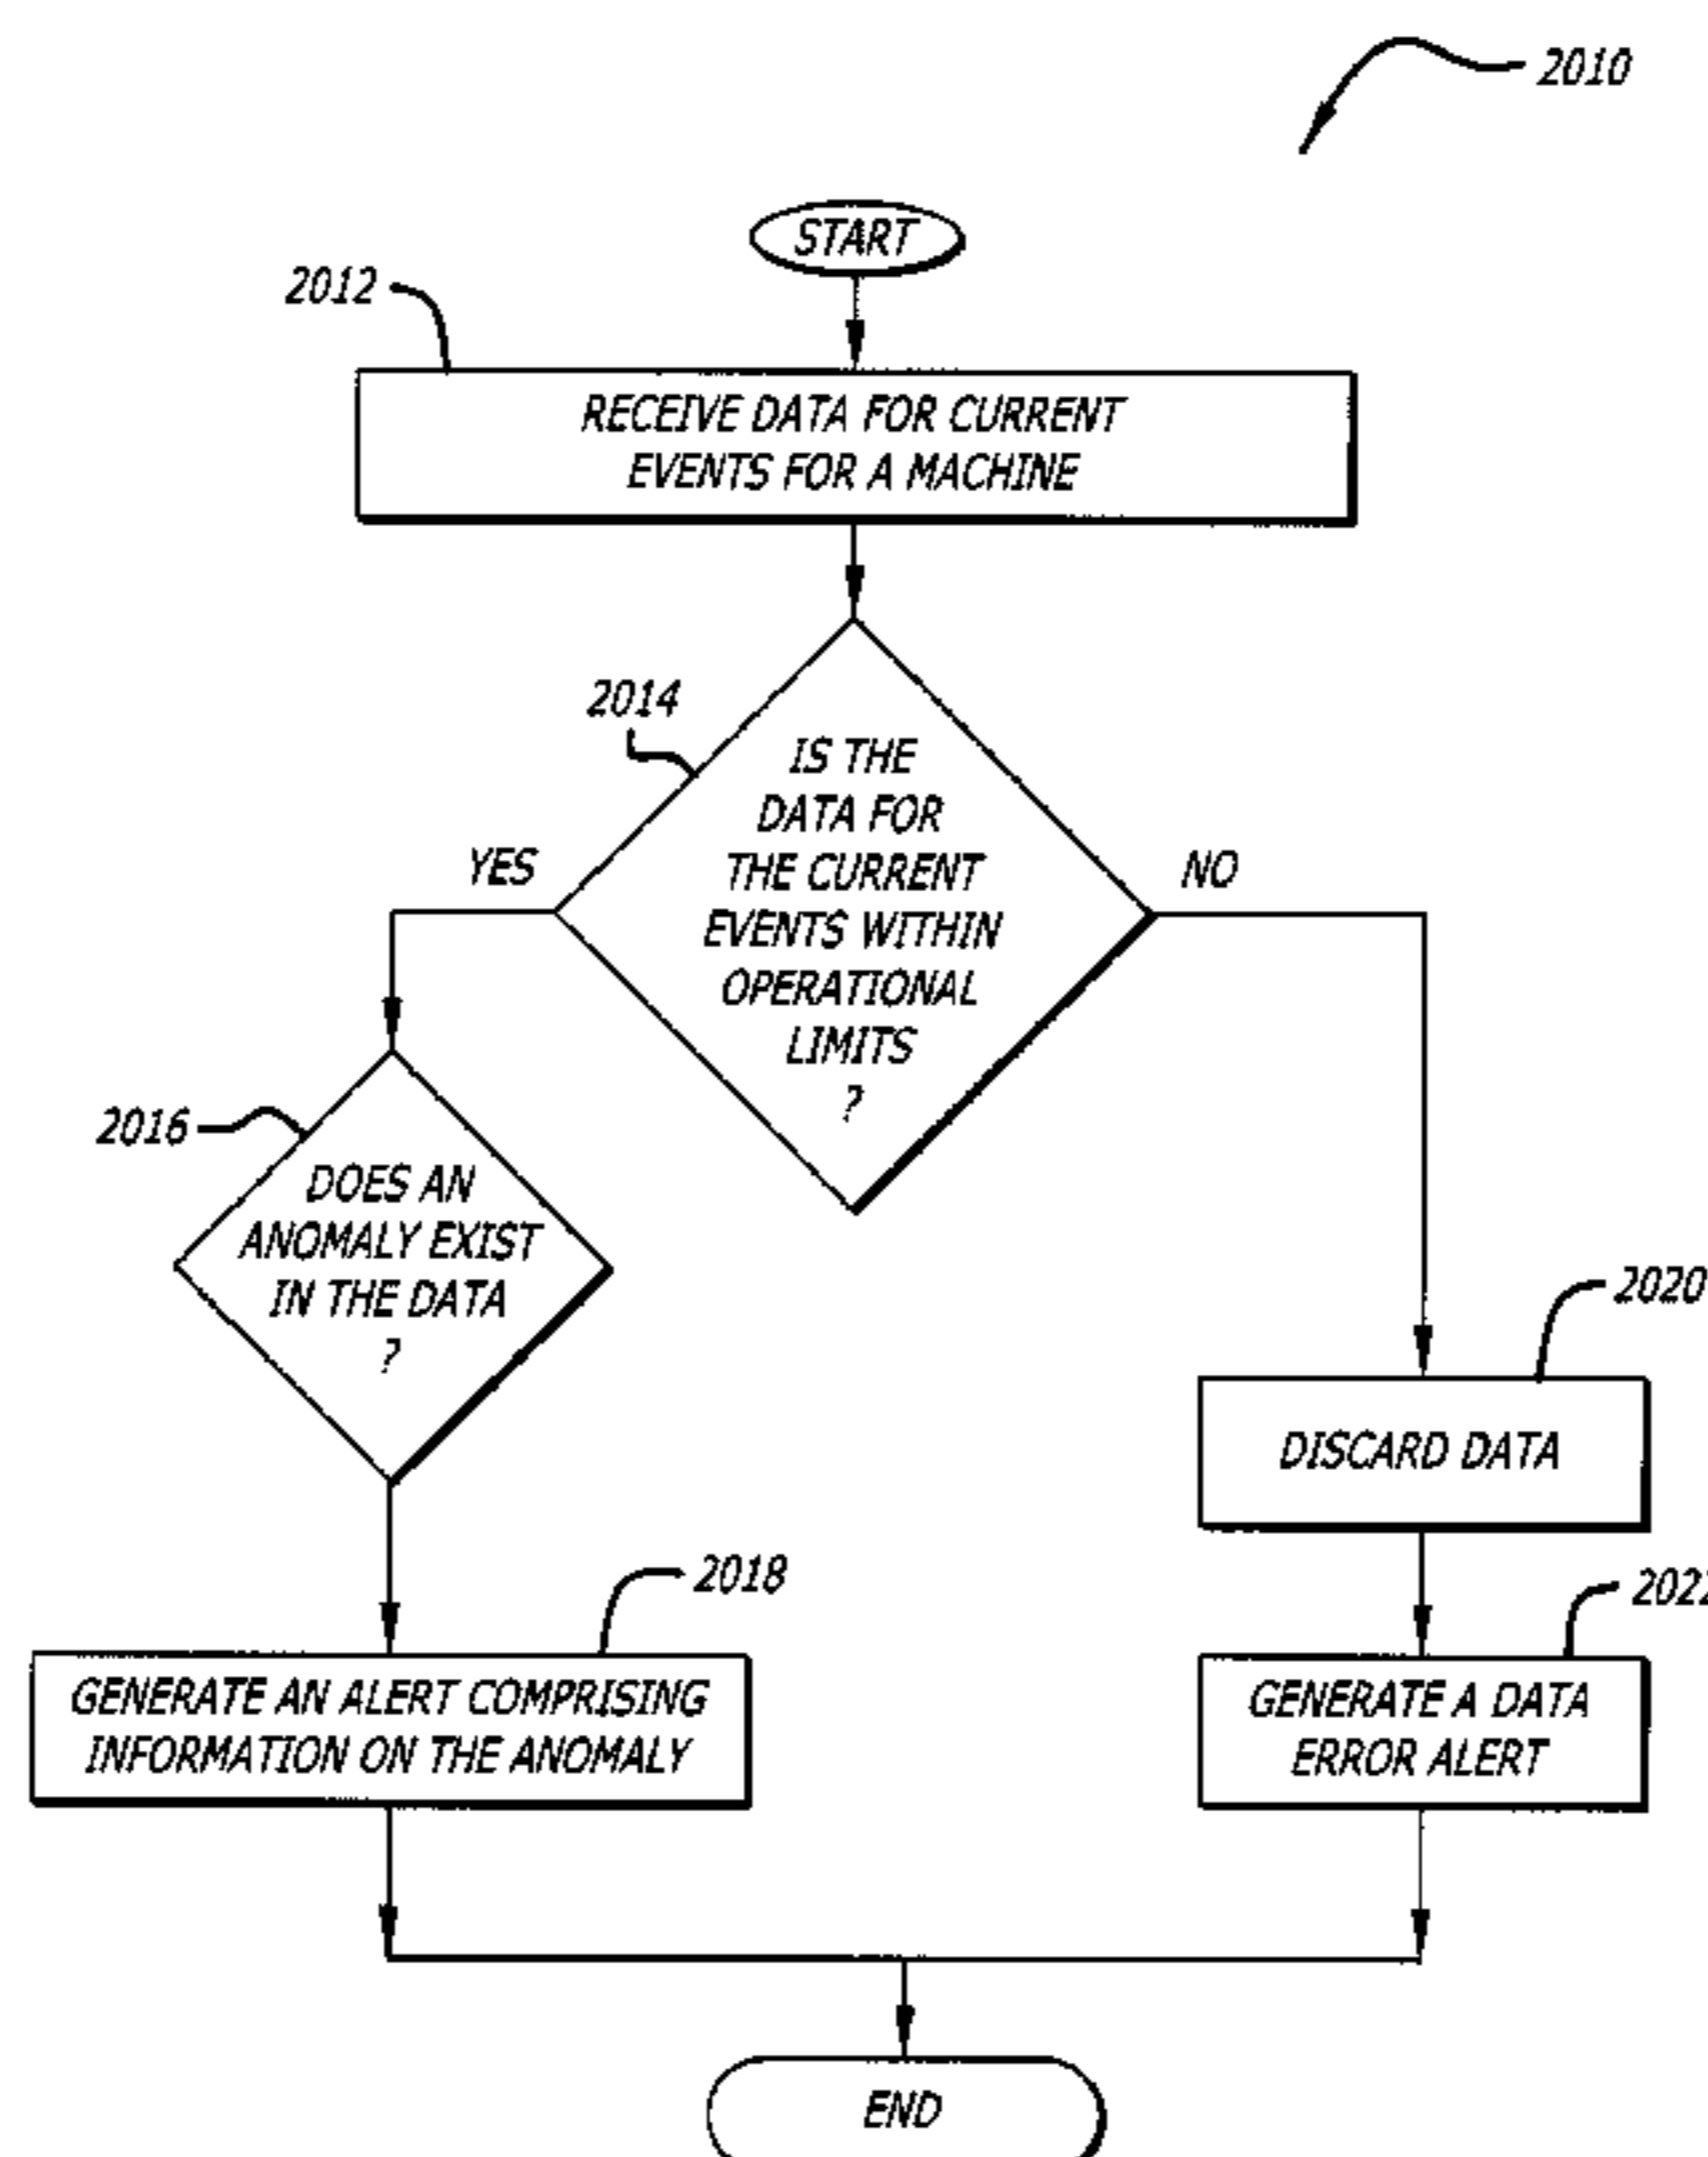 2010
START
2012
RECEIVE DATA FOR CURRENT
EVENTS FOR A MACHINE
2014
IS THE
DATA FOR
THE CURRENT
EVENTS WITHIN
OPERATIONAL
LIMITS
?
YES
NO
2016
DOES AN
ANOMALY EXIST
IN THE DATA
?
2020
DISCARD DATA
2018
GENERATE AN ALERT COMPRISING
INFORMATION ON THE ANOMALY
2022
GENERATE A DATA
ERROR ALERT
END